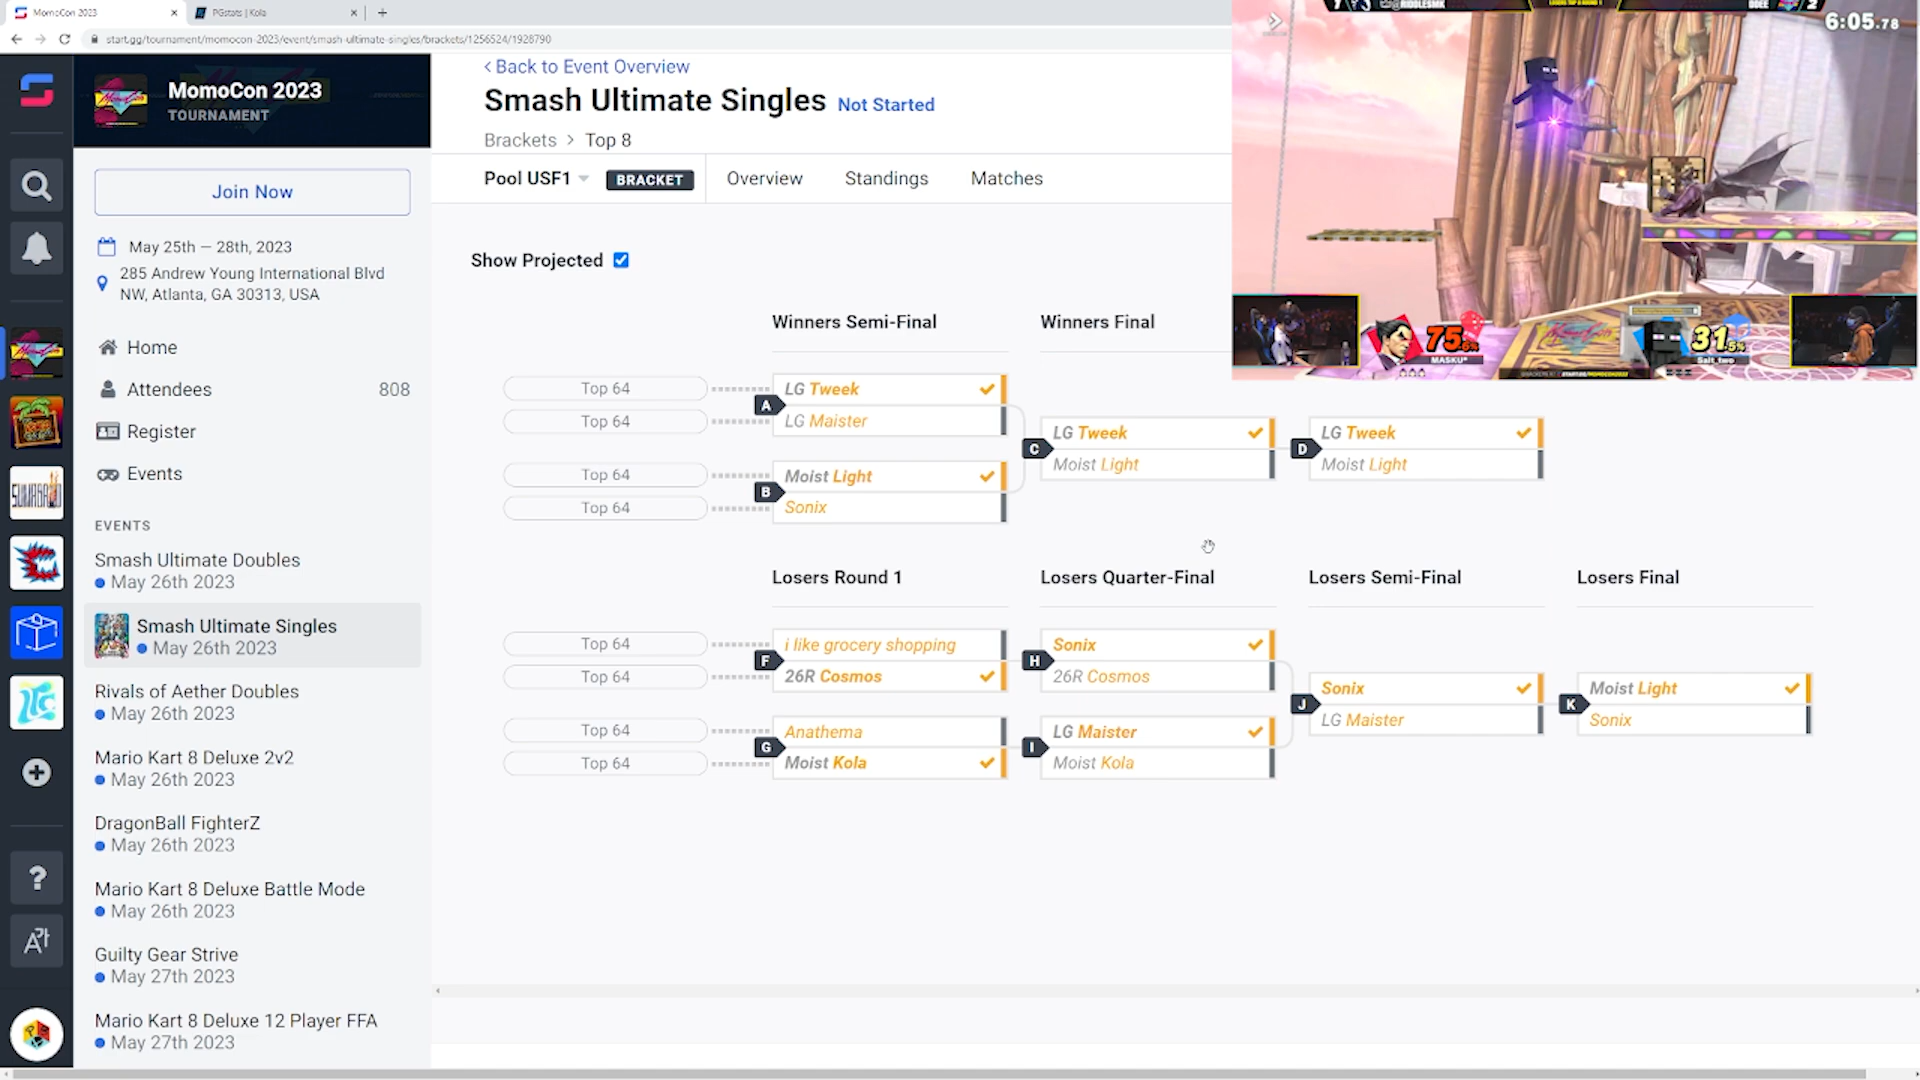 MomoCon 2023
PGstats | Kola
start.gg/tournament/momocon-2023/event/smash-ultimate-singles/brackets/1256524/1928790
MomoCon 2023
TOURNAMENT
Join Now
May 25th — 28th, 2023
285 Andrew Young International Blvd
NW, Atlanta, GA 30313, USA
Home
Attendees 808
Register
Events
EVENTS
Smash Ultimate Doubles
May 26th 2023
Smash Ultimate Singles
May 26th 2023
Rivals of Aether Doubles
May 26th 2023
Mario Kart 8 Deluxe 2v2
May 26th 2023
DragonBall FighterZ
May 26th 2023
Mario Kart 8 Deluxe Battle Mode
May 26th 2023
Guilty Gear Strive
May 27th 2023
Mario Kart 8 Deluxe 12 Player FFA
May 27th 2023
Back to Event Overview
Smash Ultimate Singles Not Started
Brackets > Top 8
Pool USF1 BRACKET Overview Standings Matches
Show Projected
Winners Semi-Final Winners Final
Top 64
Top 64
A
LG Tweek
LG Maister
Top 64
Top 64
B
Moist Light
Sonix
C
LG Tweek
Moist Light
D
LG Tweek
Moist Light
Losers Round 1 Losers Quarter-Final Losers Semi-Final Losers Final
Top 64
Top 64
F
i like grocery shopping
26R Cosmos
Top 64
Top 64
G
Anathema
Moist Kola
H
Sonix
26R Cosmos
I
LG Maister
Moist Kola
J
Sonix
LG Maister
K
Moist Light
Sonix
6:05.78
75
MASKU*
31.5%
Salt_two